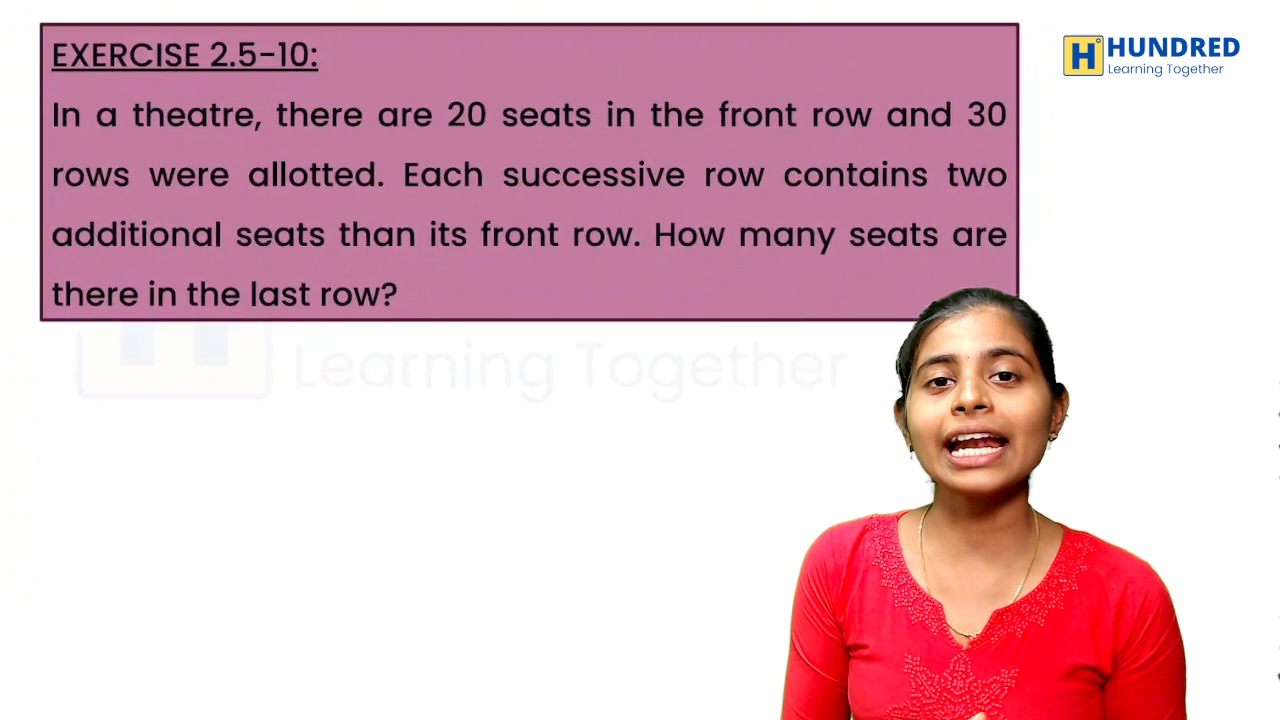 EXERCISE 2.5-10:
In a theatre, there are 20 seats in the front row and 30
rows were allotted. Each successive row contains two
additional seats than its front row. How many seats are
there in the last row?
H HUNDRED
Learning Together
Learning Together